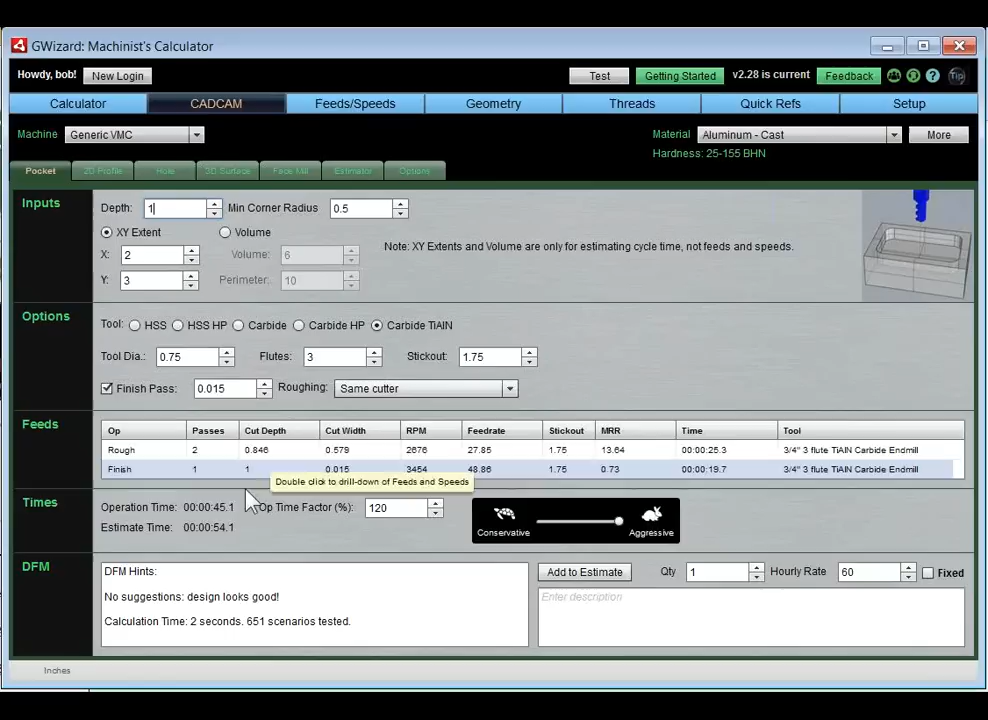 GWizard: Machinist's Calculator
Howdy, bob! New Login Test Getting Started v2.28 is current Feedback Tip
Calculator CADCAM Feeds/Speeds Geometry Threads Quick Refs Setup
Machine Generic VMC Material Aluminum - Cast More
Hardness: 25-155 BHN
Pocket 2D Profile Hole 3D Surface Face Mill Estimator Options
Inputs
Depth: 1 Min Corner Radius 0.5
XY Extent Volume
X: 2 Volume: 6 Note: XY Extents and Volume are only for estimating cycle time, not feeds and speeds.
Y: 3 Perimeter: 10
Options
Tool: HSS HSS HP Carbide Carbide HP Carbide TiAIN
Tool Dia.: 0.75 Flutes: 3 Stickout: 1.75
Finish Pass: 0.015 Roughing: Same cutter
Feeds
Op Passes Cut Depth Cut Width RPM Feedrate Stickout MRR Time Tool
Rough 2 0.846 0.579 2676 27.85 1.75 13.64 00:00:25.3 3/4" 3 flute TiAIN Carbide Endmill
Finish 1 1 0.015 3454 48.86 1.75 0.73 00:00:19.7 3/4" 3 flute TiAIN Carbide Endmill
Double click to drill-down of Feeds and Speeds
Times
Operation Time: 00:00:45.1 Op Time Factor (%): 120
Estimate Time: 00:00:54.1
Conservative Aggressive
DFM
DFM Hints:
No suggestions: design looks good!
Calculation Time: 2 seconds. 651 scenarios tested.
Add to Estimate Qty 1 Hourly Rate 60 Fixed
Enter description
Inches